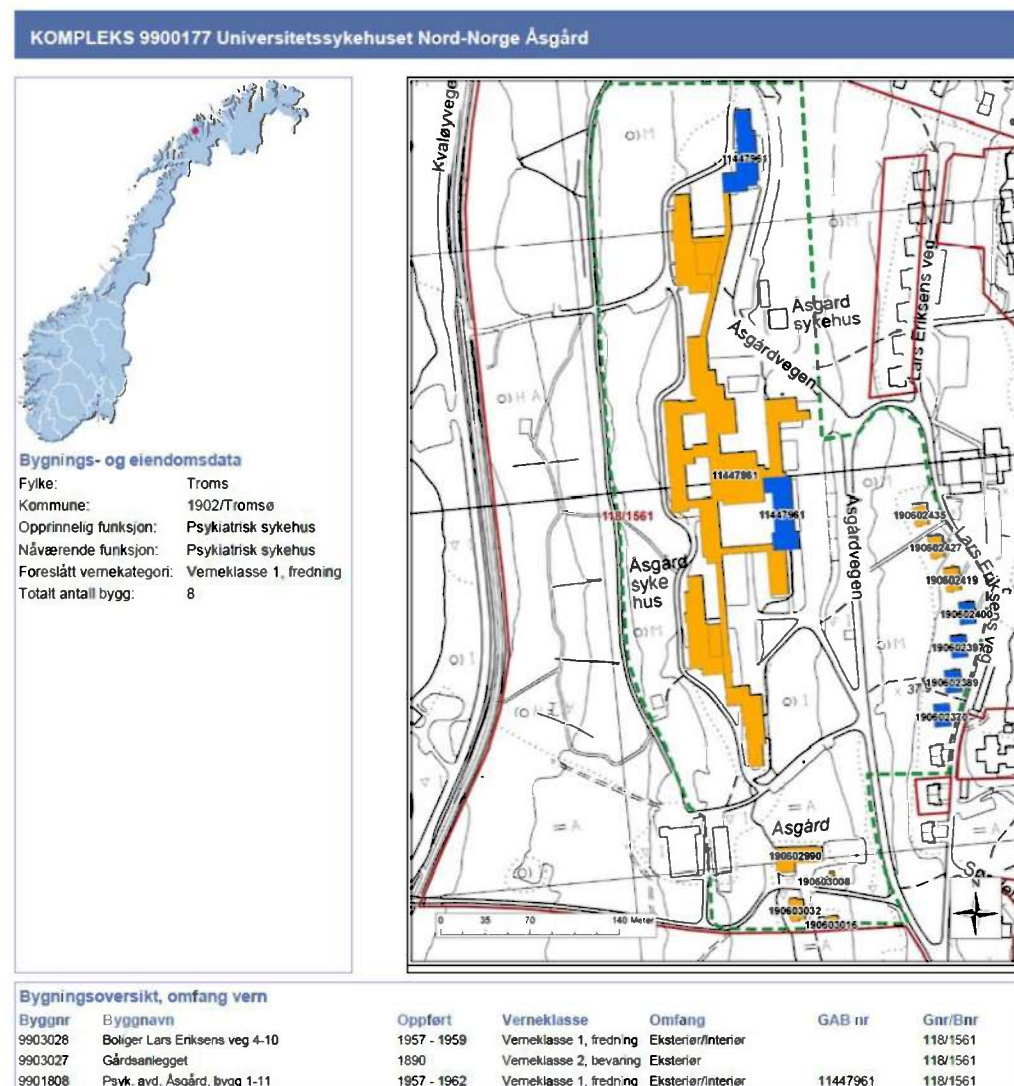 KOMPLEKS 9900177 Universitetssykehuset Nord-Norge Åsgård
Bygnings- og eiendomsdata
Fylke: Troms
Kommune: 1902/Tromsø
Opprinnelig funksjon: Psykiatrisk sykehus
Nåværende funksjon: Psykiatrisk sykehus
Foreslått vernekategori: Verneklasse 1, fredning
Totalt antall bygg: 8
Kvaløyvege
11447961
Åsgård
sykehus
Lars Eriksens veg
Åsgårdvegen
11447961
11447961
118/1561
Åsgård
syke
hus
Åsgårdvegen
Lars Eriksens veg
190602435
190602427
190602419
190602400
190602397
190602389
190602370
Åsgård
190602990
190603008
190603032
190603016
0 35 70 140 Meter
N
Bygningsoversikt, omfang vern
Byggnr Byggnavn Oppført Verneklasse Omfang GAB nr Gnr/Bnr
9903028 Boliger Lars Eriksens veg 4-10 1957 - 1959 Verneklasse 1, fredning Eksteriør/Interiør 118/1561
9903027 Gårdsanlegget 1890 Verneklasse 2, bevaring Eksteriør 118/1561
9901808 Psyk. avd. Åsgård, bygg 1-11 1957 - 1962 Verneklasse 1, fredning Eksteriør/Interiør 11447961 118/1561